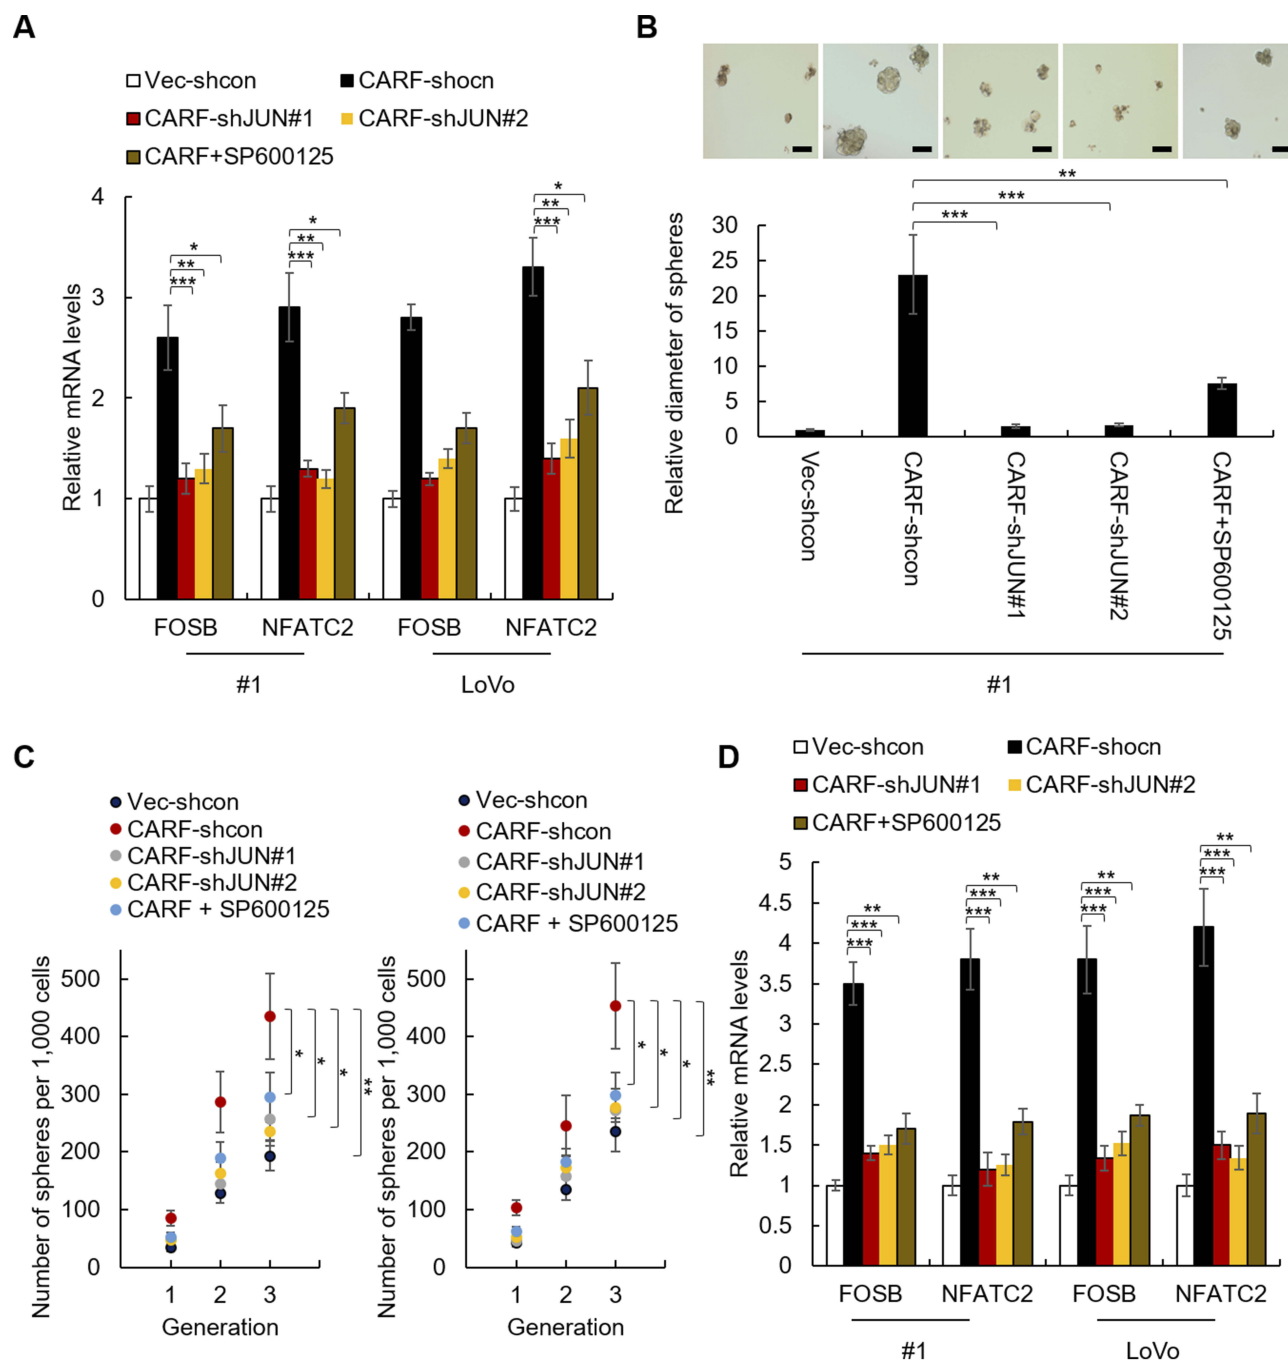 A
Vec-shcon
CARF-shocn
CARF-shJUN#1
CARF-shJUN#2
CARF+SP600125
Relative mRNA levels
4
3
2
1
0
*
**
***
*
**
***
*
**
***
FOSB
NFATC2
FOSB
NFATC2
#1
LoVo
B
**
***
***
Relative diameter of spheres
30
25
20
15
10
5
0
Vec-shcon
CARF-shcon
CARF-shJUN#1
CARF-shJUN#2
CARF+SP600125
#1
C
Vec-shcon
CARF-shcon
CARF-shJUN#1
CARF-shJUN#2
CARF + SP600125
Number of spheres per 1,000 cells
500
400
300
200
100
0
*
*
*
**
1 2 3
Generation
Vec-shcon
CARF-shcon
CARF-shJUN#1
CARF-shJUN#2
CARF + SP600125
Number of spheres per 1,000 cells
500
400
300
200
100
0
*
*
*
**
1 2 3
Generation
D
Vec-shcon
CARF-shocn
CARF-shJUN#1
CARF-shJUN#2
CARF+SP600125
Relative mRNA levels
5
4.5
4
3.5
3
2.5
2
1.5
1
0.5
0
**
***
***
**
***
***
**
***
***
**
***
***
FOSB
NFATC2
FOSB
NFATC2
#1
LoVo